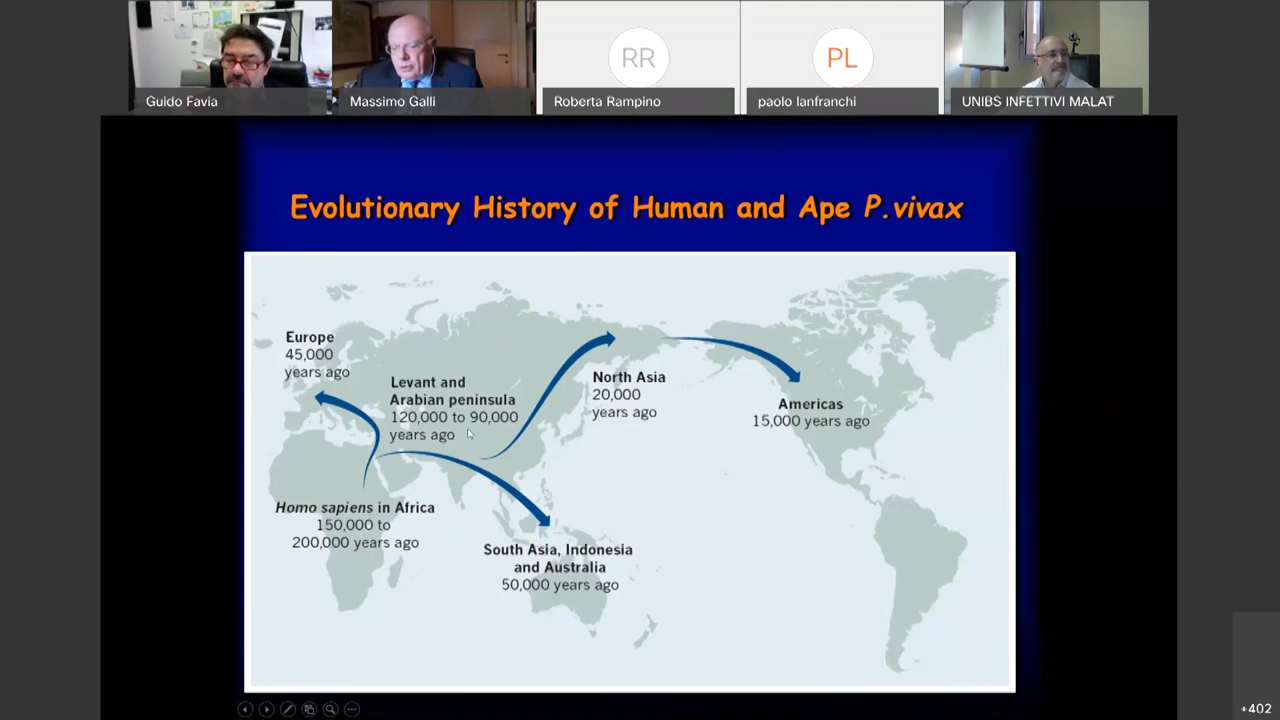 RR
PL
Guido Favia
Massimo Galli
Roberta Rampino
paolo lanfranchi
UNIBS INFETTIVI MALAT
Evolutionary History of Human and Ape P.vivax
Europe
45,000
years ago
Levant and
Arabian peninsula
120,000 to 90,000
years ago
North Asia
20,000
years ago
Americas
15,000 years ago
Homo sapiens in Africa
150,000 to
200,000 years ago
South Asia, Indonesia
and Australia
50,000 years ago
+402